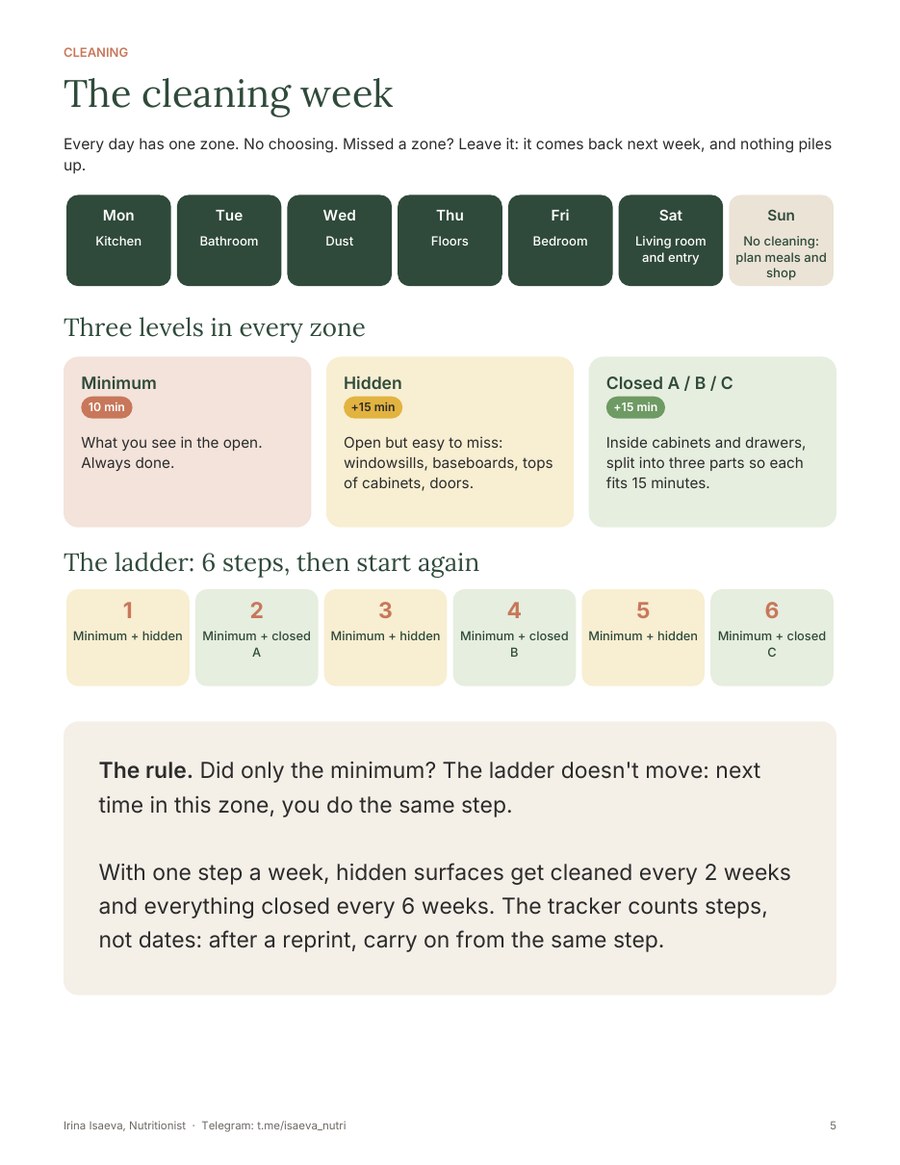 CLEANING
The cleaning week
Every day has one zone. No choosing. Missed a zone? Leave it: it comes back next week, and nothing piles
up.
Mon
Kitchen
Tue
Bathroom
Wed
Dust
Thu
Floors
Fri
Bedroom
Sat
Living room
and entry
Sun
No cleaning:
plan meals and
shop
Three levels in every zone
Minimum
10 min
What you see in the open.
Always done.
Hidden
+15 min
Open but easy to miss:
windowsills, baseboards, tops
of cabinets, doors.
Closed A / B / C
+15 min
Inside cabinets and drawers,
split into three parts so each
fits 15 minutes.
The ladder: 6 steps, then start again
1
Minimum + hidden
2
Minimum + closed
A
3
Minimum + hidden
4
Minimum + closed
B
5
Minimum + hidden
6
Minimum + closed
C
The rule. Did only the minimum? The ladder doesn't move: next
time in this zone, you do the same step.
With one step a week, hidden surfaces get cleaned every 2 weeks
and everything closed every 6 weeks. The tracker counts steps,
not dates: after a reprint, carry on from the same step.
Irina Isaeva, Nutritionist · Telegram: t.me/isaeva_nutri
5